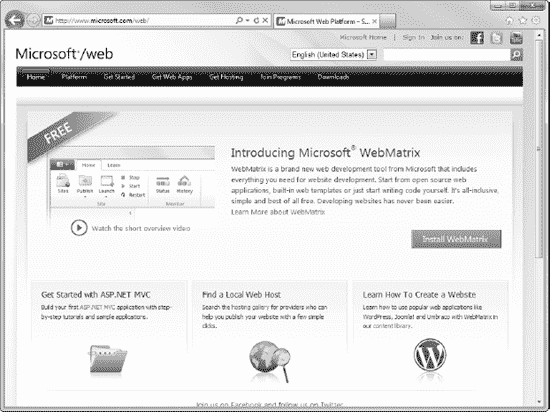 http://www.microsoft.com/web/
Microsoft Web Platform – S...
Microsoft Home | Sign In Join us on:
Microsoft /web
English (United States)
Home Platform Get Started Get Web Apps Get Hosting Join Programs Downloads
FREE
Introducing Microsoft® WebMatrix
WebMatrix is a brand new web development tool from Microsoft that includes
everything you need for website development. Start from open source web
applications, built-in web templates or just start writing code yourself. It's all-inclusive,
simple and best of all free. Developing websites has never been easier.
Learn More about WebMatrix
Home Learn
Sites Publish Launch
Stop
Start
Restart
Status History
Site
Watch the short overview video
Install WebMatrix
Get Started with ASP.NET MVC
Build your first ASP.NET MVC application with step-
by-step tutorials and sample applications.
Find a Local Web Host
Search the hosting gallery for providers who can
help you publish your website with a few simple
clicks.
Learn How To Create a Website
Learn how to use popular web applications like
WordPress, Joomla! and Umbraco with WebMatrix in
our content library.
Join us on Facebook and follow us on Twitter